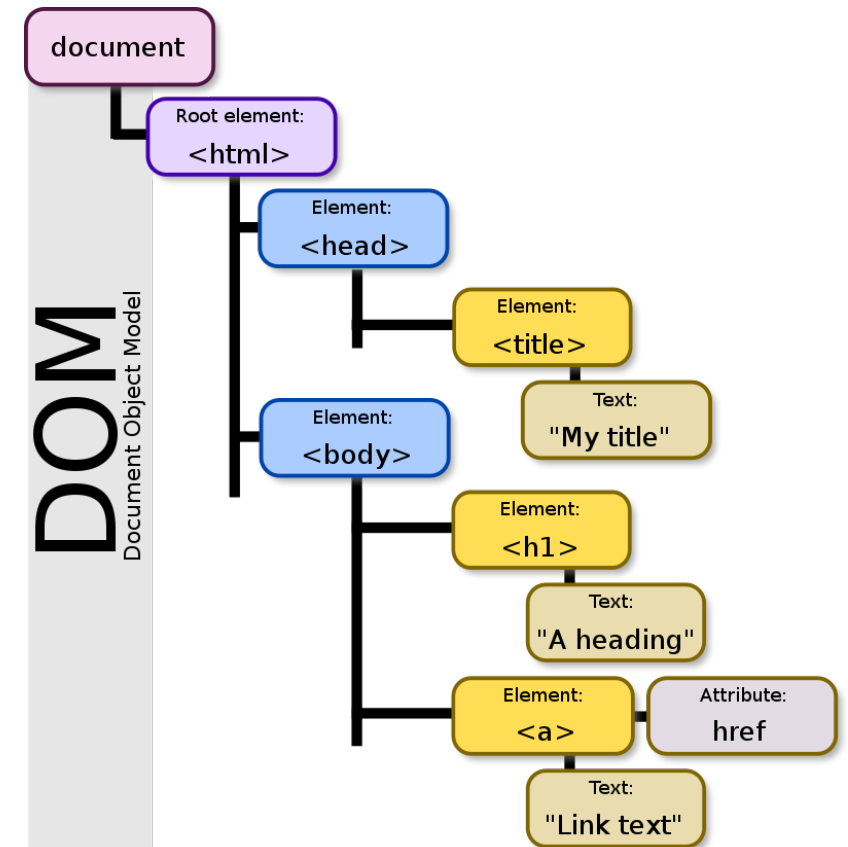 document
Root element:
<html>
Element:
<head>
Element:
<title>
Text:
"My title"
Element:
<body>
Element:
<h1>
Text:
"A heading"
Element:
<a>
Attribute:
href
Text:
"Link text"
DOM
Document Object Model